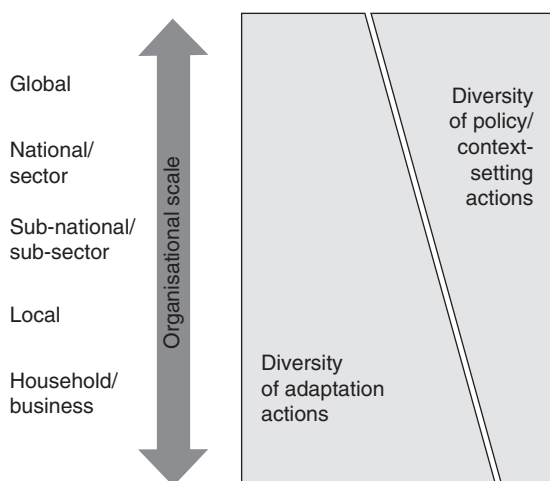 Global
National/
sector
Sub-national/
sub-sector
Local
Household/
business
Organisational scale
Diversity
of policy/
context-
setting
actions
Diversity
of adaptation
actions